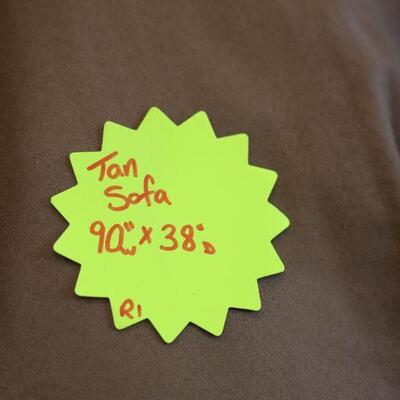 Tan
Sofa
90"w x 38"D
R1